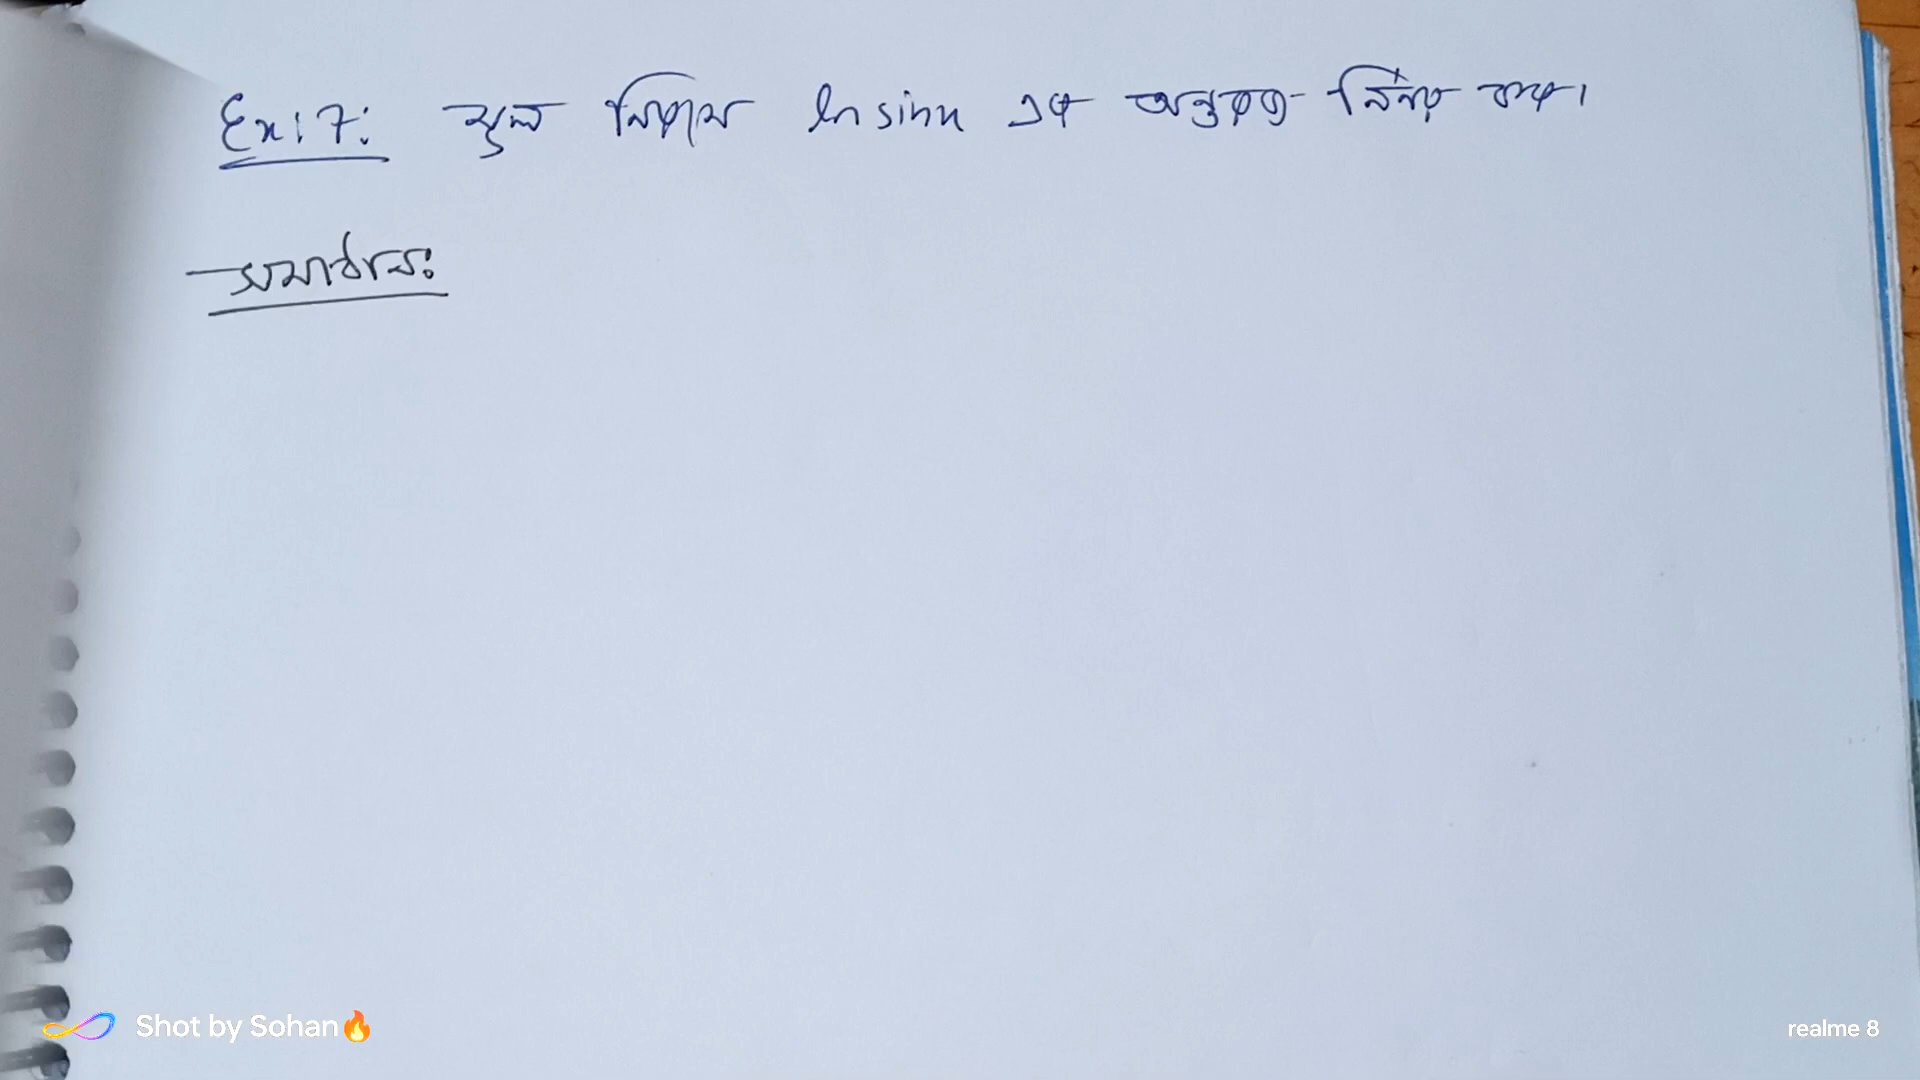 Ex: 7: মূল নিয়মে ln sinx এর অন্তরজ নির্ণয় কর।
সমাধান:
Shot by Sohan🔥
realme 8